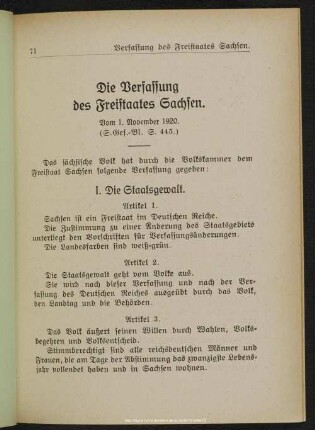 71 Verfassung des Freistaates Sachsen.
Die Verfassung
des Freistaates Sachsen.
Vom 1. November 1920.
(S. Ges.-Bl. S. 445.)
Das sächsische Volk hat durch die Volkskammer dem
Freistaat Sachsen folgende Verfassung gegeben:
I. Die Staatsgewalt.
Artikel 1.
Sachsen ist ein Freistaat im Deutschen Reiche.
Die Zustimmung zu einer Änderung des Staatsgebiets
unterliegt den Vorschriften für Verfassungsänderungen.
Die Landesfarben sind weiß-grün.
Artikel 2.
Die Staatsgewalt geht vom Volke aus.
Sie wird nach dieser Verfassung und nach der Ver-
fassung des Deutschen Reiches ausgeübt durch das Volk,
den Landtag und die Behörden.
Artikel 3.
Das Volk äußert seinen Willen durch Wahlen, Volks-
begehren und Volksentscheid.
Stimmberechtigt sind alle reichsdeutschen Männer und
Frauen, die am Tage der Abstimmung das zwanzigste Lebens-
jahr vollendet haben und in Sachsen wohnen.